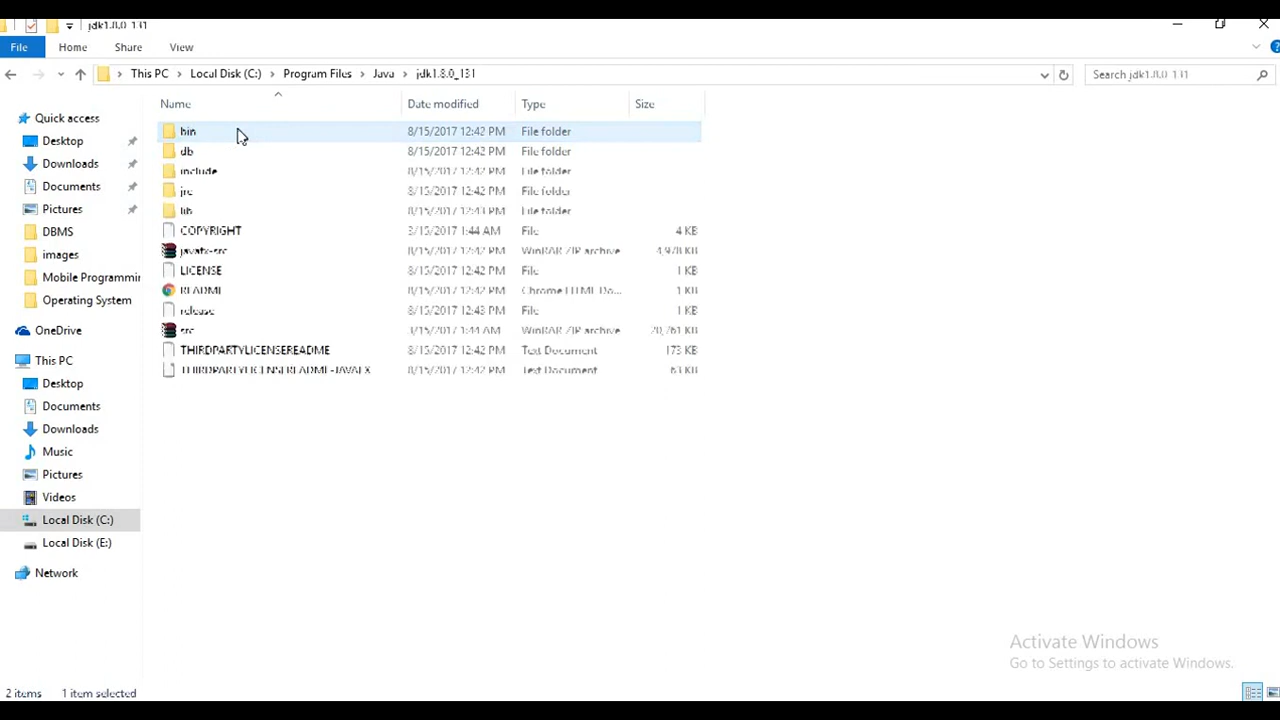 jdk1.8.0_131
File Home Share View
This PC Local Disk (C:) Program Files Java jdk1.8.0_131
Search jdk1.8.0_131
Name Date modified Type Size
Quick access
Desktop
Downloads
Documents
Pictures
DBMS
images
Mobile Programmin
Operating System
OneDrive
This PC
Desktop
Documents
Downloads
Music
Pictures
Videos
Local Disk (C:)
Local Disk (E:)
Network
bin 8/15/2017 12:42 PM File folder
db 8/15/2017 12:42 PM File folder
include 8/15/2017 12:42 PM File folder
jre 8/15/2017 12:42 PM File folder
lib 8/15/2017 12:43 PM File folder
COPYRIGHT 3/15/2017 1:44 AM File 4 KB
javafx-src 8/15/2017 12:42 PM WinRAR ZIP archive 4,978 KB
LICENSE 8/15/2017 12:42 PM File 1 KB
README 8/15/2017 12:42 PM Chrome HTML Do... 1 KB
release 8/15/2017 12:43 PM File 1 KB
src 3/15/2017 1:44 AM WinRAR ZIP archive 20,761 KB
THIRDPARTYLICENSEREADME 8/15/2017 12:42 PM Text Document 173 KB
THIRDPARTYLICENSEREADME-JAVAFX 8/15/2017 12:42 PM Text Document 63 KB
Activate Windows
Go to Settings to activate Windows.
2 items 1 item selected